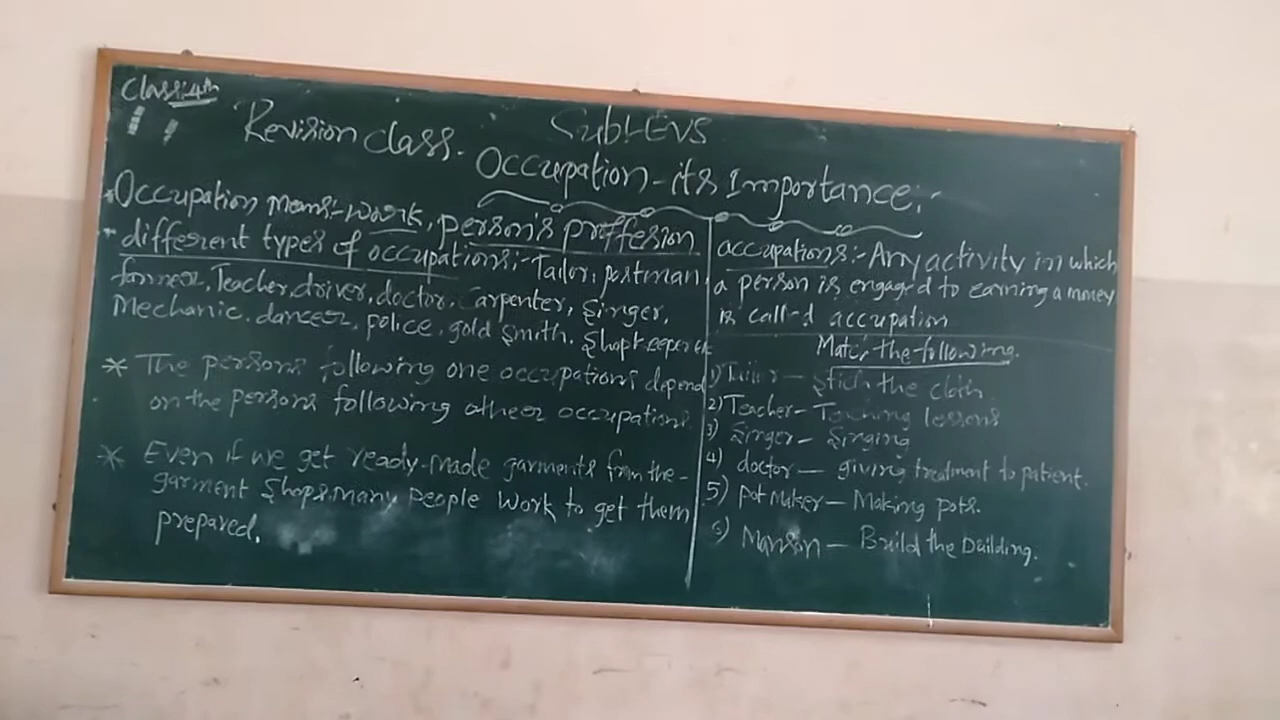 Class:4th
Sub:-EVS
Revision class.
Occupation-its Importance:-
*Occupation means:-work, person's proffesion
* different types of occupations:-Tailor, postman,
farmer, Teacher, driver, doctor, Carpenter, Singer,
Mechanic, dancer, police, gold smith, Shopkeeper etc
* The persons following one occupations depend
on the persons following other occupations.
* Even if we get ready-made garments from the-
garment Shops, many people work to get them
prepared.
accupations:-Any activity in which
a person is engaged to earning a money
is called accupation
Match the following.
1) Tailor - Stich the cloth
2) Teacher- Teaching lessons
3) Singer- Singing
4) doctor - giving treatment to patient.
5) pot Maker- Making pots.
6) Manson - Build the building.